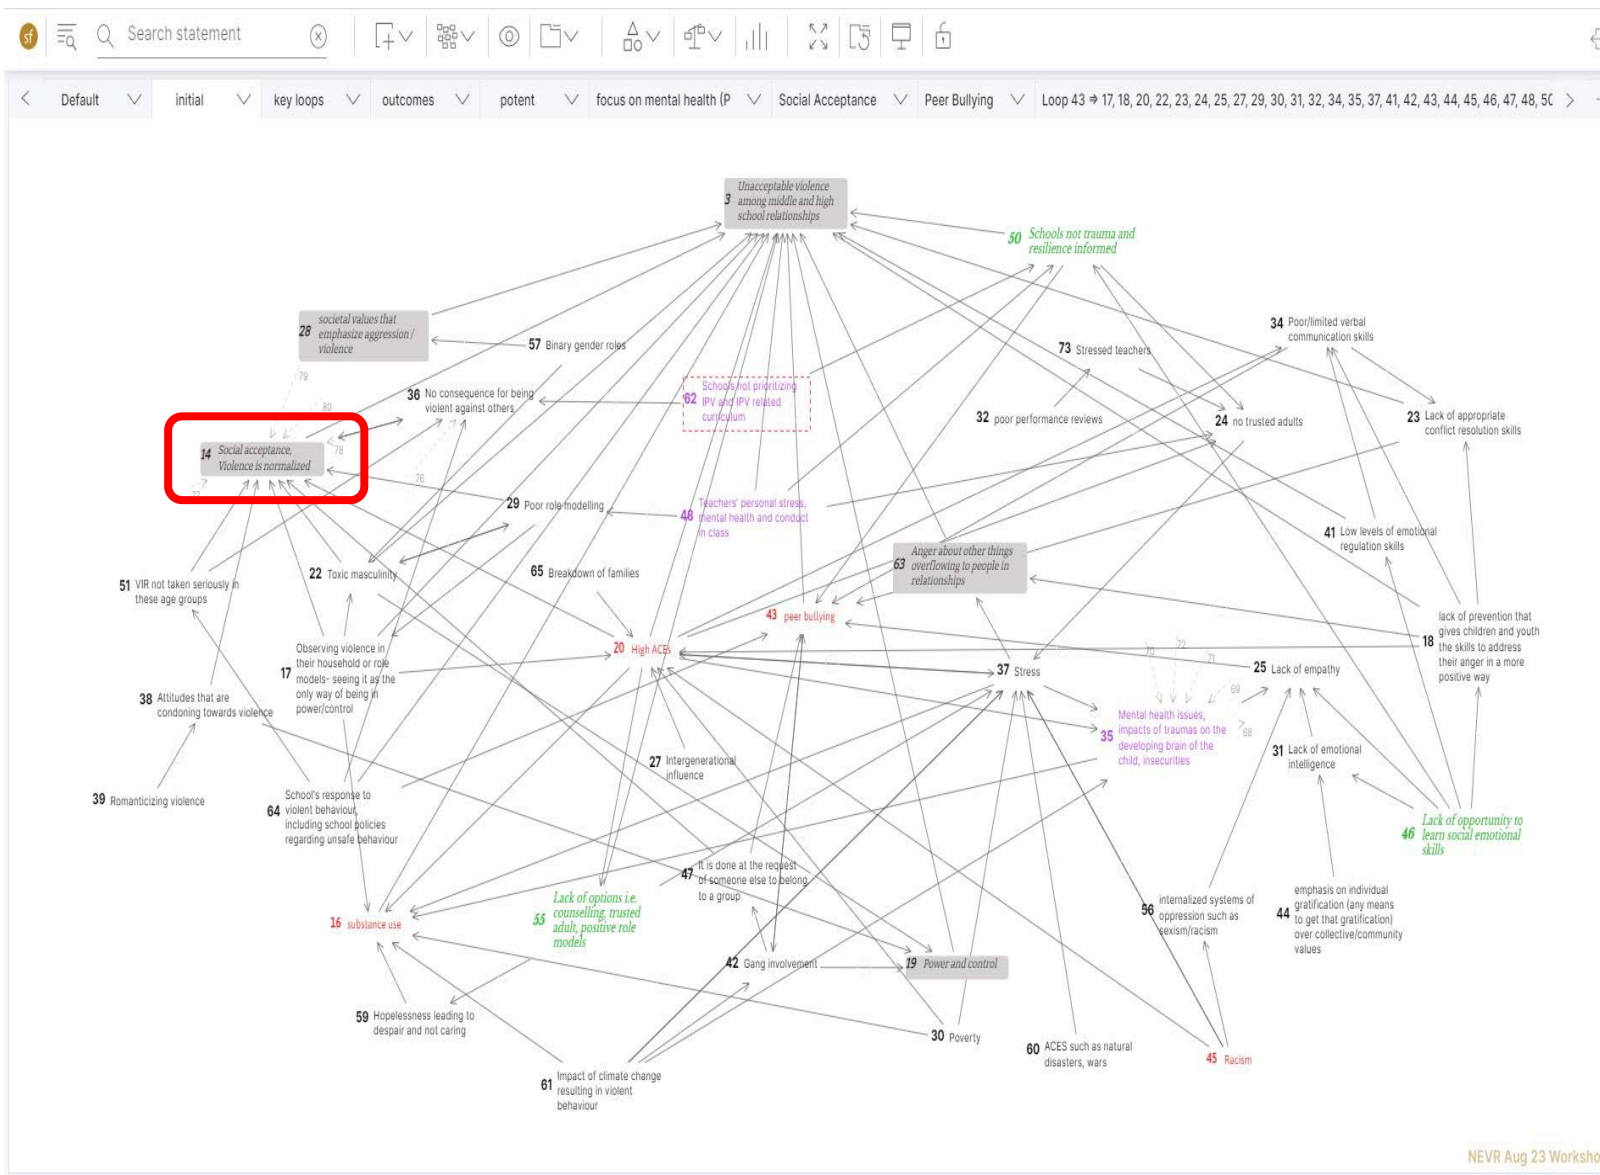 sf
Search statement
Default
initial
key loops
outcomes
potent
focus on mental health (P
Social Acceptance
Peer Bullying
Loop 43 ⇒ 17, 18, 20, 22, 23, 24, 25, 27, 29, 30, 31, 32, 34, 35, 37, 41, 42, 43, 44, 45, 46, 47, 48, 50
3
Unacceptable violence
among middle and high
school relationships
50
Schools not trauma and
resilience informed
28
societal values that
emphasize aggression /
violence
57 Binary gender roles
34 Poor/limited verbal
communication skills
73 Stressed teachers
79
36 No consequence for being
violent against others
80
62
Schools not prioritizing
IPV and IPV related
curriculum
32 poor performance reviews
24 no trusted adults
23 Lack of appropriate
conflict resolution skills
14
Social acceptance,
Violence is normalized
78
76
29 Poor role modelling
48
Teachers' personal stress,
mental health and conduct
in class
41 Low levels of emotional
regulation skills
63
Anger about other things
overflowing to people in
relationships
51 VIR not taken seriously in
these age groups
22 Toxic masculinity
65 Breakdown of families
43 peer bullying
18
lack of prevention that
gives children and youth
the skills to address
their anger in a more
positive way
17
Observing violence in
their household or role
models- seeing it as the
only way of being in
power/control
20 High ACEs
70
72
71
69
68
37 Stress
25 Lack of empathy
38 Attitudes that are
condoning towards violence
35
Mental health issues,
impacts of traumas on the
developing brain of the
child, insecurities
31 Lack of emotional
intelligence
27 Intergenerational
influence
39 Romanticizing violence
64
School's response to
violent behaviour,
including school policies
regarding unsafe behaviour
46
Lack of opportunity to
learn social emotional
skills
47
It is done at the request
of someone else to belong
to a group
16 substance use
55
Lack of options i.e.
counselling, trusted
adult, positive role
models
56
internalized systems of
oppression such as
sexism/racism
44
emphasis on individual
gratification (any means
to get that gratification)
over collective/community
values
42 Gang involvement
19 Power and control
59 Hopelessness leading to
despair and not caring
30 Poverty
60 ACES such as natural
disasters, wars
45 Racism
61
Impact of climate change
resulting in violent
behaviour
NEVR Aug 23 Worksho